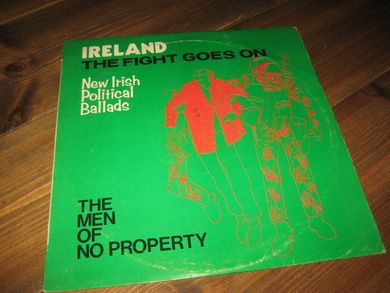 IRELAND
THE FIGHT GOES ON
New Irish
Political
Ballads
THE
MEN
OF
NO PROPERTY